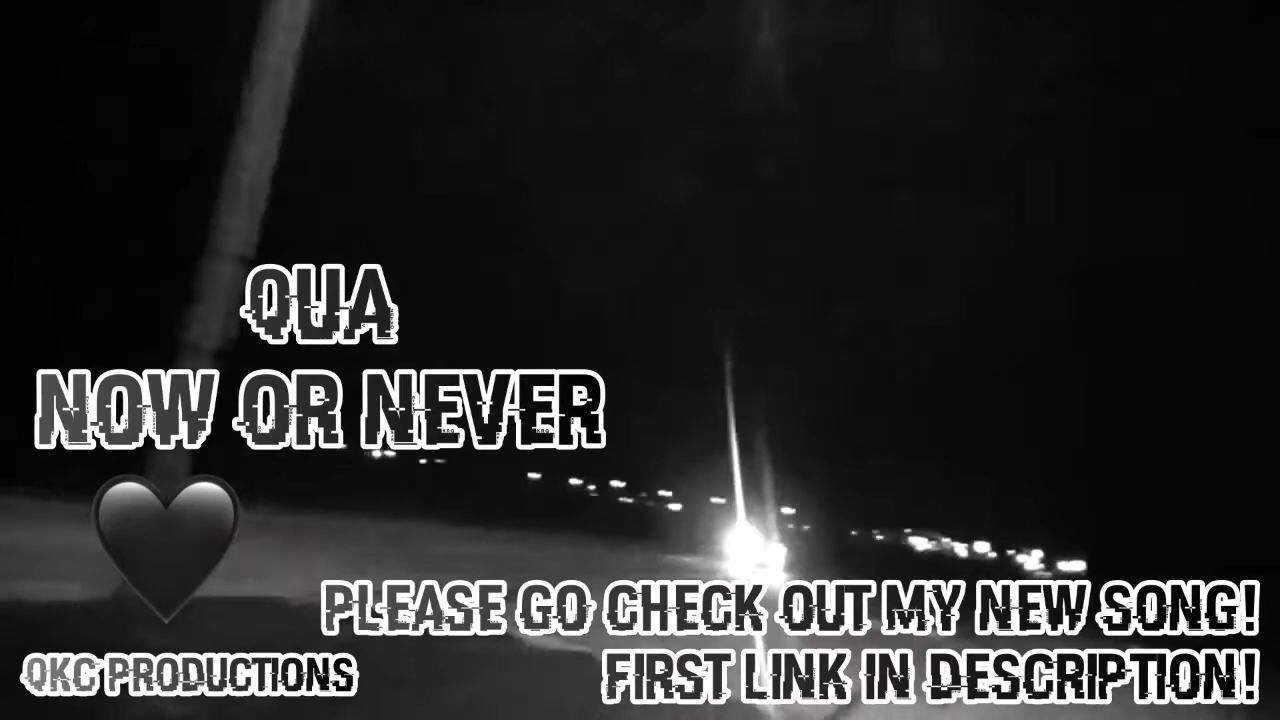 QUA
NOW OR NEVER
PLEASE GO CHECK OUT MY NEW SONG!
QKC PRODUCTIONS
FIRST LINK IN DESCRIPTION!